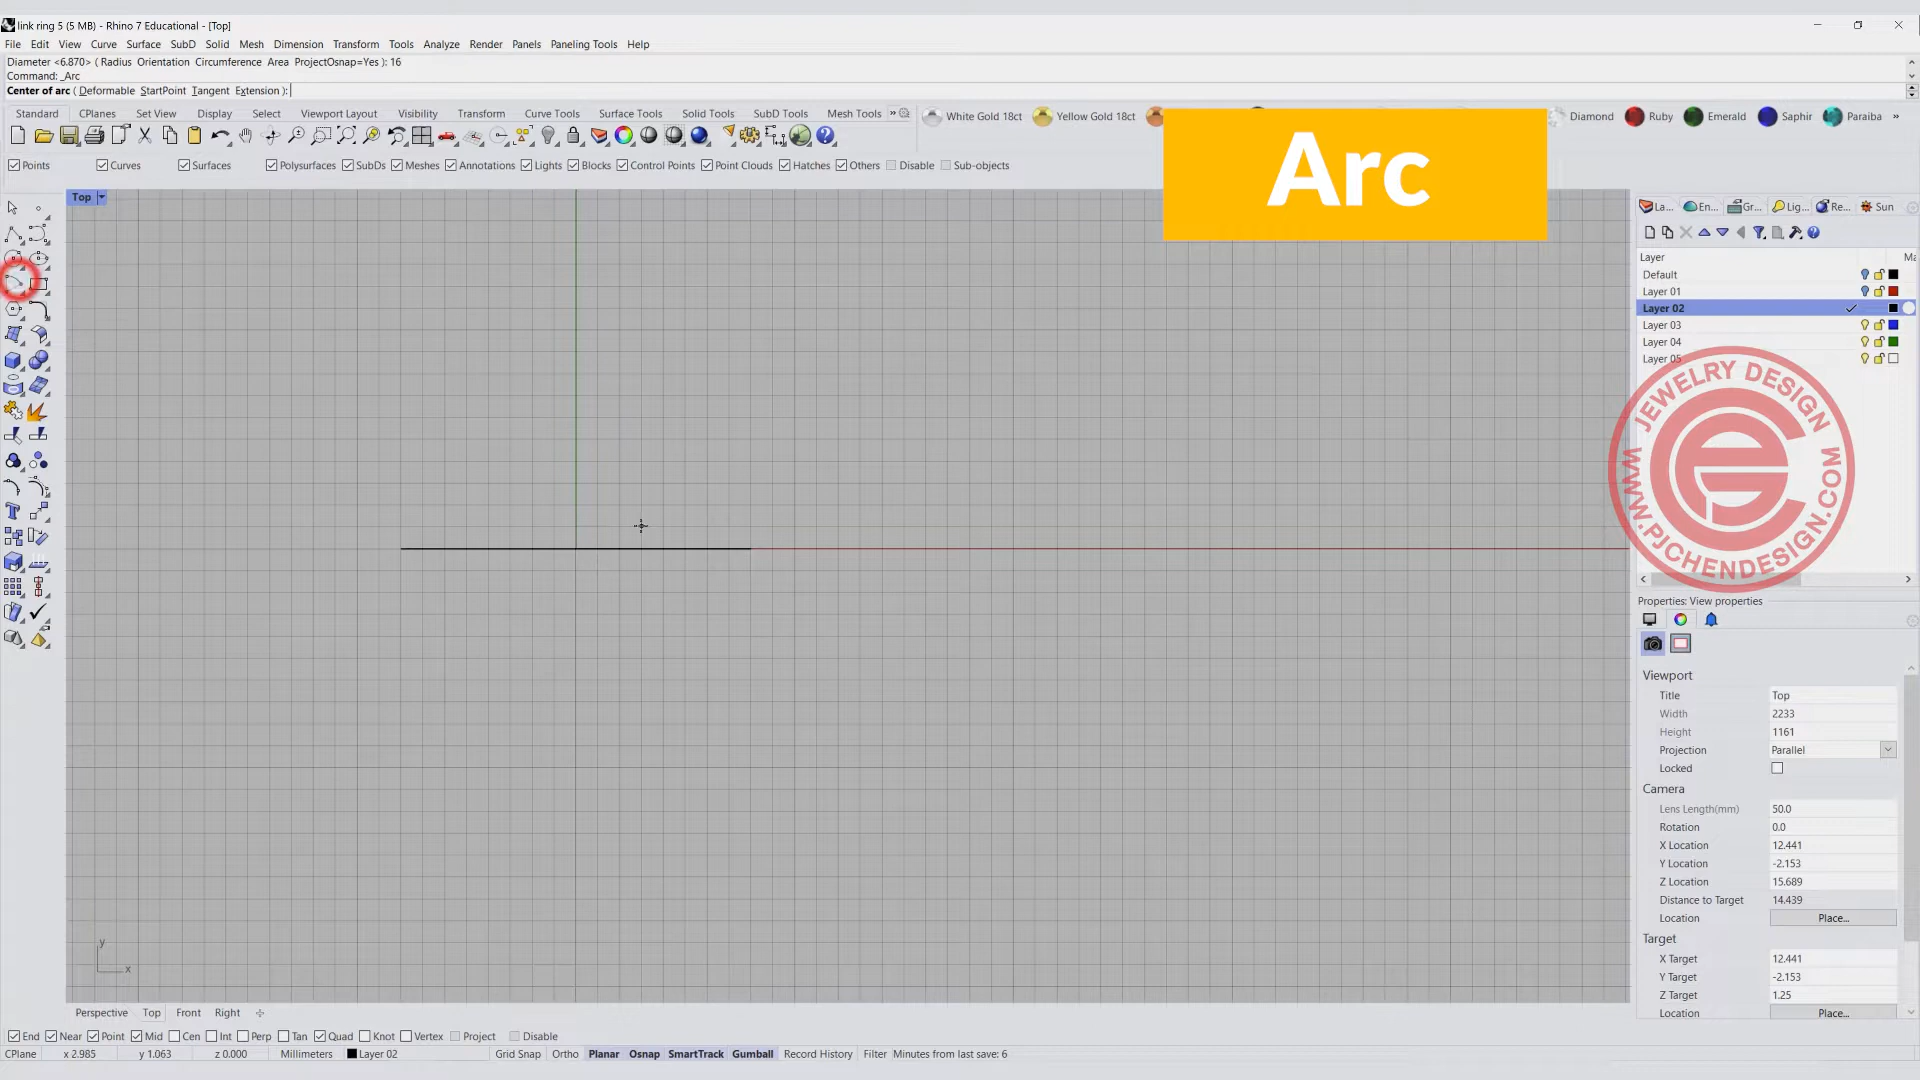 link ring 5 (5 MB) - Rhino 7 Educational - [Top]
File Edit View Curve Surface SubD Solid Mesh Dimension Transform Tools Analyze Render Panels Paneling Tools Help
Diameter <6.870> ( Radius Orientation Circumference Area ProjectOsnap=Yes ): 16
Command: _Arc
Center of arc ( Deformable StartPoint Tangent Extension ):
Standard CPlanes Set View Display Select Viewport Layout Visibility Transform Curve Tools Surface Tools Solid Tools SubD Tools Mesh Tools »
White Gold 18ct Yellow Gold 18ct Diamond Ruby Emerald Saphir Paraiba »
Arc
Points Curves Surfaces Polysurfaces SubDs Meshes Annotations Lights Blocks Control Points Point Clouds Hatches Others Disable Sub-objects
Top
La... En... Gr... Lig... Re... Sun
Layer Ma
Default
Layer 01
Layer 02
Layer 03
Layer 04
Layer 05
JEWELRY DESIGN
WWW.PJCHENDESIGN.COM
Properties: View properties
Viewport
Title Top
Width 2233
Height 1161
Projection Parallel
Locked
Camera
Lens Length(mm) 50.0
Rotation 0.0
X Location 12.441
Y Location -2.153
Z Location 15.689
Distance to Target 14.439
Location Place...
Target
X Target 12.441
Y Target -2.153
Z Target 1.25
Location Place...
y
x
Perspective Top Front Right
End Near Point Mid Cen Int Perp Tan Quad Knot Vertex Project Disable
CPlane x 2.985 y 1.063 z 0.000 Millimeters Layer 02 Grid Snap Ortho Planar Osnap SmartTrack Gumball Record History Filter Minutes from last save: 6